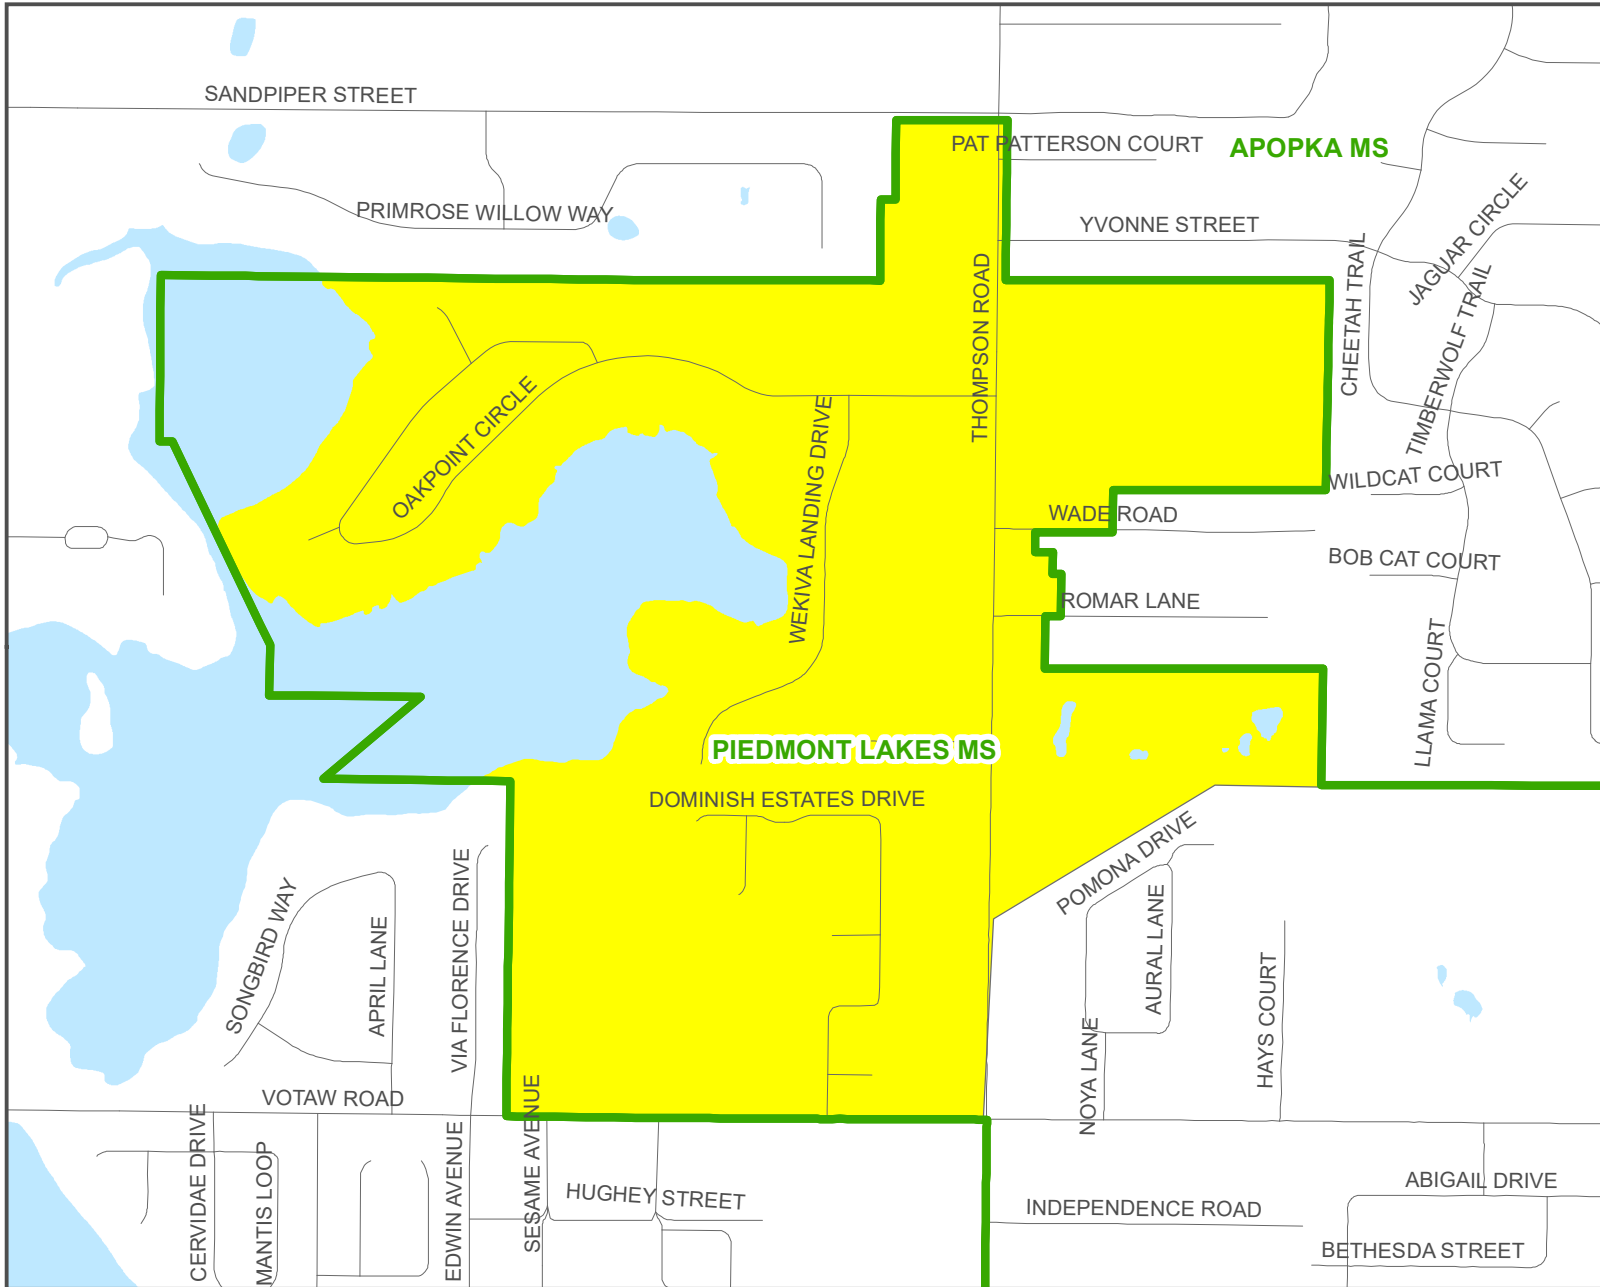 SANDPIPER STREET
PAT PATTERSON COURT
APOPKA MS
PRIMROSE WILLOW WAY
YVONNE STREET
JAGUAR CIRCLE
CHEETAH TRAIL
TIMBERWOLF TRAIL
THOMPSON ROAD
OAKPOINT CIRCLE
WEKIVA LANDING DRIVE
WILDCAT COURT
WADE ROAD
BOB CAT COURT
ROMAR LANE
LLAMA COURT
PIEDMONT LAKES MS
DOMINISH ESTATES DRIVE
POMONA DRIVE
SONGBIRD WAY
APRIL LANE
VIA FLORENCE DRIVE
AURAL LANE
HAYS COURT
NOYA LANE
VOTAW ROAD
CERVIDAE DRIVE
MANTIS LOOP
EDWIN AVENUE
SESAME AVENUE
HUGHEY STREET
INDEPENDENCE ROAD
ABIGAIL DRIVE
BETHESDA STREET